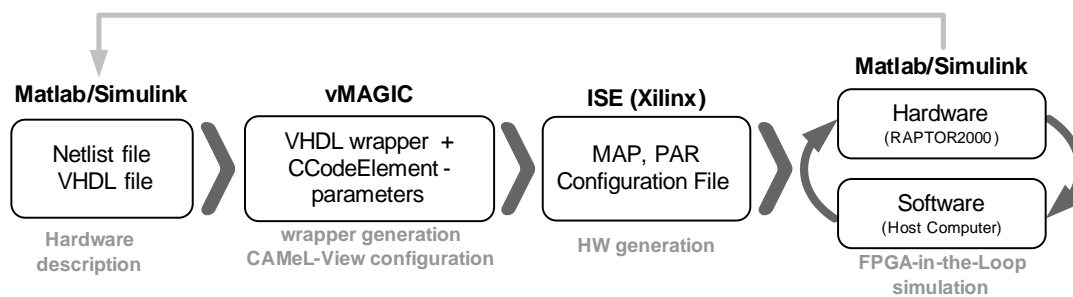 Matlab/Simulink
Netlist file
VHDL file
Hardware
description
vMAGIC
VHDL wrapper +
CCodeElement -
parameters
wrapper generation
CAMeL-View configuration
ISE (Xilinx)
MAP, PAR
Configuration File
HW generation
Matlab/Simulink
Hardware
(RAPTOR2000)
Software
(Host Computer)
FPGA-in-the-Loop
simulation